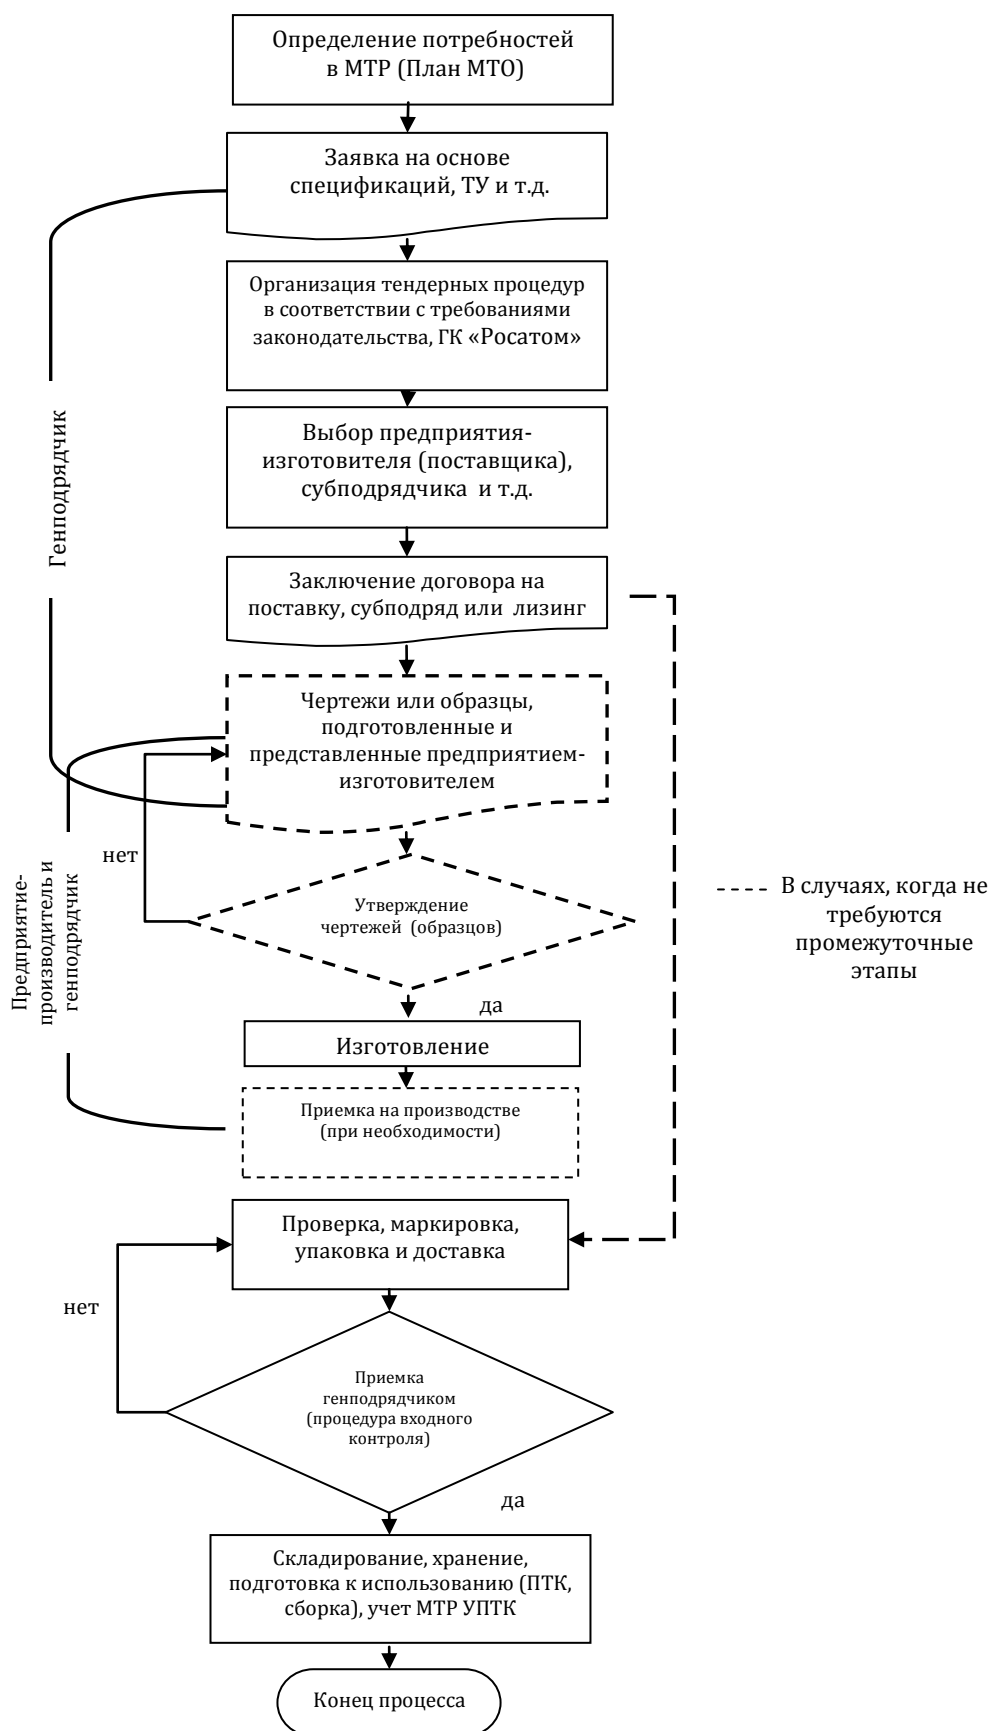 Определение потребностей
в МТР (План МТО)
Заявка на основе
спецификаций, ТУ и т.д.
Организация тендерных процедур
в соответствии с требованиями
законодательства, ГК «Росатом»
Генподрядчик
Выбор предприятия-
изготовителя (поставщика),
субподрядчика и т.д.
Заключение договора на
поставку, субподряд или лизинг
Чертежи или образцы,
подготовленные и
представленные предприятием-
изготовителем
нет
Предприятие-
производитель и
генподрядчик
Утверждение
чертежей (образцов)
---- В случаях, когда не
требуются
промежуточные
этапы
да
Изготовление
Приемка на производстве
(при необходимости)
Проверка, маркировка,
упаковка и доставка
нет
Приемка
генподрядчиком
(процедура входного
контроля)
да
Складирование, хранение,
подготовка к использованию (ПТК,
сборка), учет МТР УПТК
Конец процесса